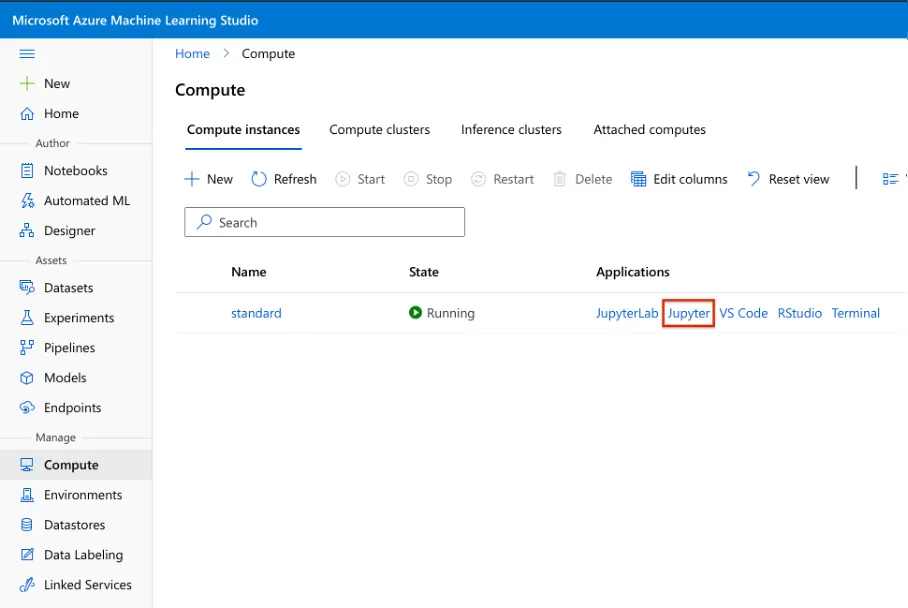 Microsoft Azure Machine Learning Studio
New
Home
Author
Notebooks
Automated ML
Designer
Assets
Datasets
Experiments
Pipelines
Models
Endpoints
Manage
Compute
Environments
Datastores
Data Labeling
Linked Services
Home > Compute
Compute
Compute instances Compute clusters Inference clusters Attached computes
New Refresh Start Stop Restart Delete Edit columns Reset view
Search
Name State Applications
standard Running JupyterLab Jupyter VS Code RStudio Terminal